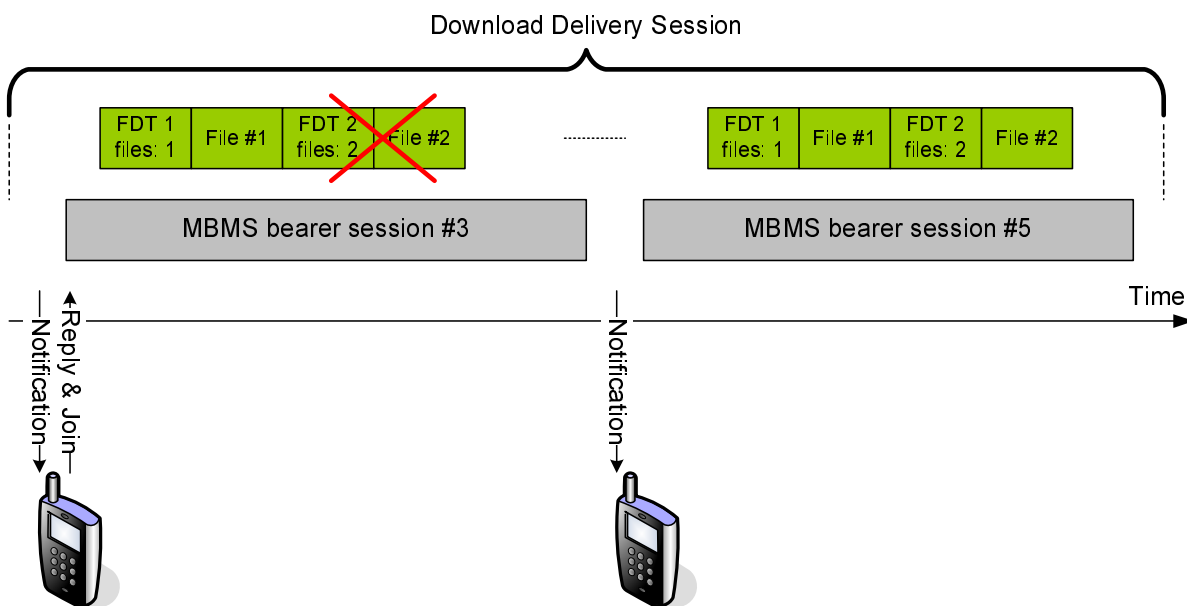 Download Delivery Session
FDT 1
files: 1
File #1
FDT 2
files: 2
File #2
FDT 1
files: 1
File #1
FDT 2
files: 2
File #2
MBMS bearer session #3
MBMS bearer session #5
Time
Notification
Reply & Join
Notification